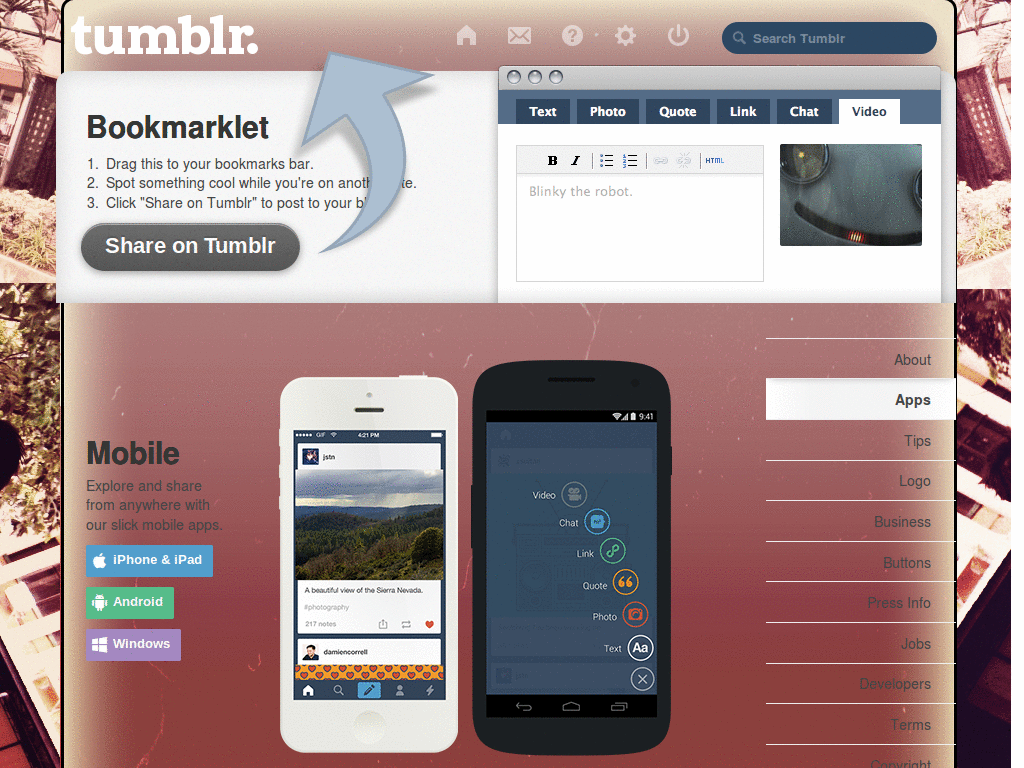 tumblr.
Search Tumblr
Bookmarklet
1. Drag this to your bookmarks bar.
2. Spot something cool while you're on
3. Click "Share on Tumblr" to post to your
Share on Tumblr
Text Photo Quote Link Chat Video
B I HTML
Blinky the robot.
Mobile
Explore and share
from anywhere with
our slick mobile apps.
iPhone & iPad
Android
Windows
GIF 4:21 PM
jstn
A beautiful view of the Sierra Nevada.
#photography
217 notes
damiencorrell
9:41
Video
Chat
Link
Quote
Photo
Text Aa
About
Apps
Tips
Logo
Business
Buttons
Press Info
Jobs
Developers
Terms
Copyright